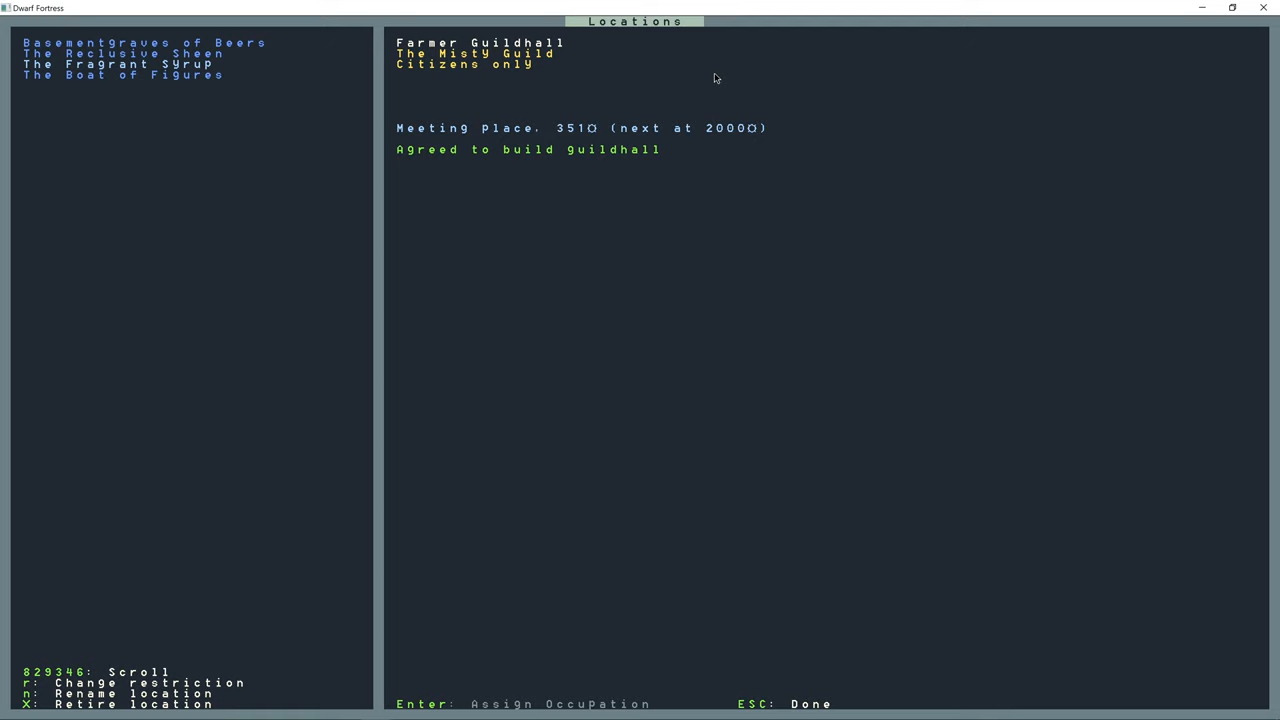 Dwarf Fortress
Locations
Basementgraves of Beers
The Reclusive Sheen
The Fragrant Syrup
The Boat of Figures
Farmer Guildhall
The Misty Guild
Citizens only
Meeting place. 351☼ (next at 2000☼)
Agreed to build guildhall
829346: Scroll
r: Change restriction
n: Rename location
X: Retire location
Enter: Assign Occupation
ESC: Done